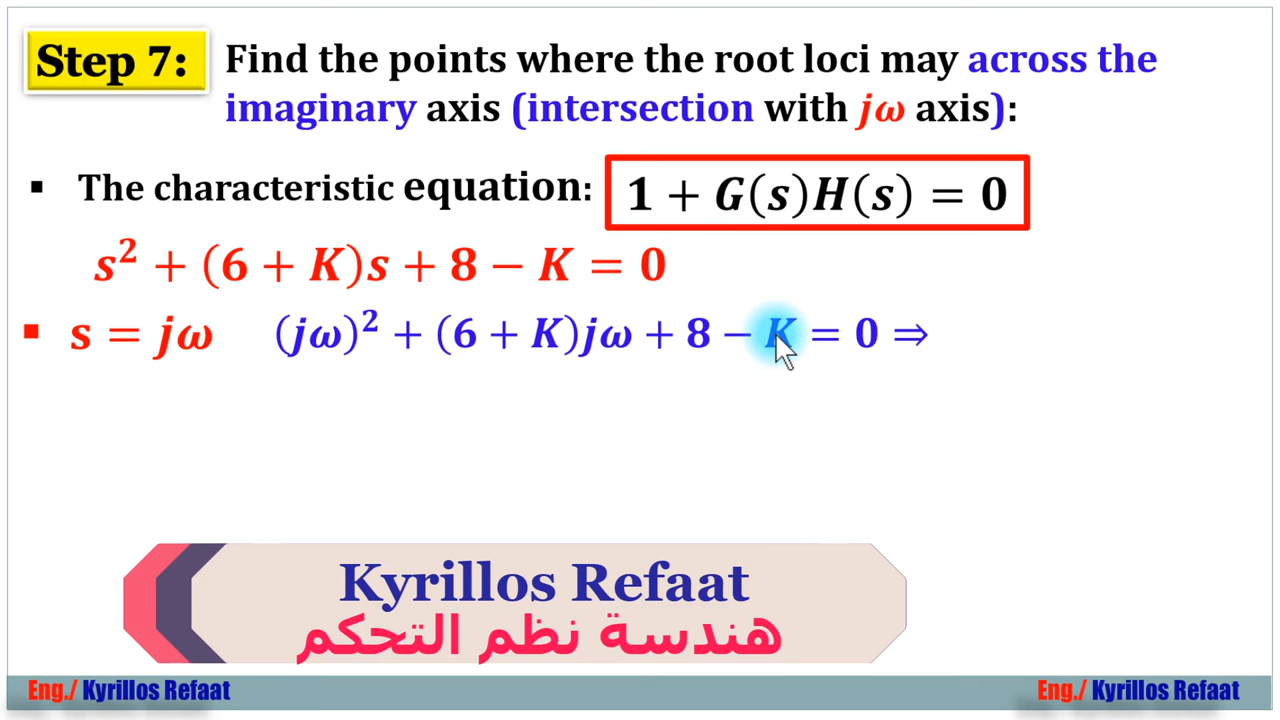 Step 7:
Find the points where the root loci may across the
imaginary axis (intersection with jω axis):
▪ The characteristic equation: 1 + G(s)H(s) = 0
s² + (6 + K)s + 8 − K = 0
▪ s = jω (jω)² + (6 + K)jω + 8 − K = 0 ⇒
Kyrillos Refaat
هندسة نظم التحكم
Eng./ Kyrillos Refaat
Eng./ Kyrillos Refaat